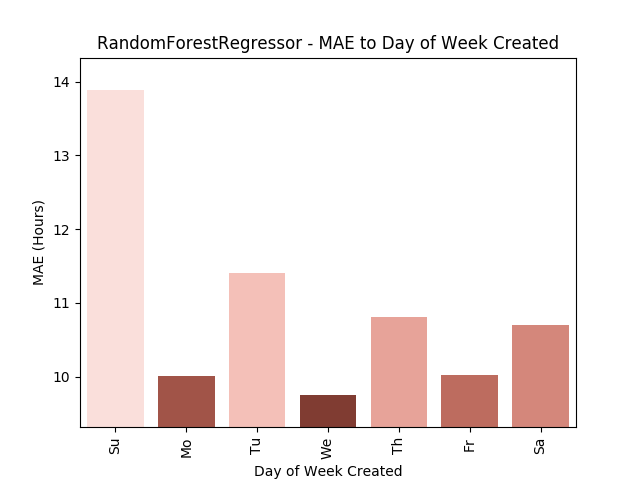 RandomForestRegressor - MAE to Day of Week Created
14
13
12
11
10
MAE (Hours)
Su
Mo
Tu
We
Th
Fr
Sa
Day of Week Created